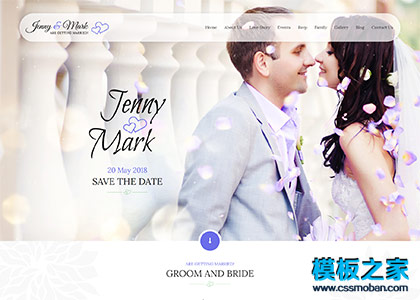 Jenny & Mark
ARE GETTING MARRIED!
Home About Us Love Story Events Rsvp Family Gallery Blog Contact Us
Jenny
Mark
20 May 2018
SAVE THE DATE
ARE GETTING MARRIED!
GROOM AND BRIDE
模板之家
www.cssmoban.com